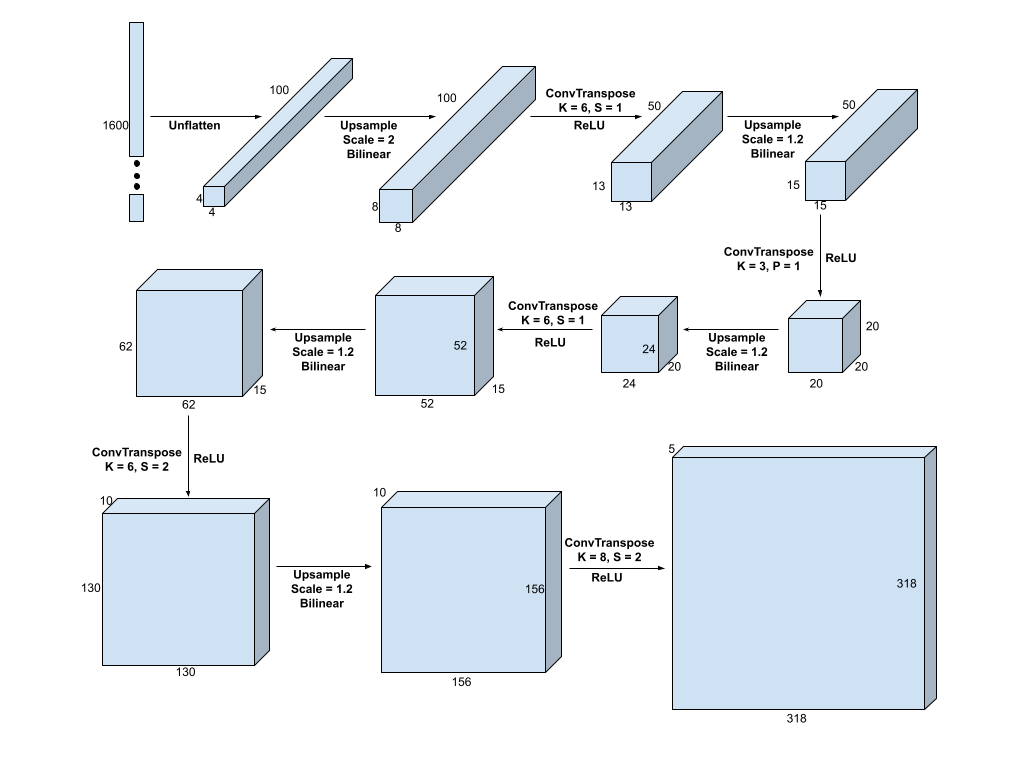 1600
Unflatten
100
4
4
Upsample
Scale = 2
Bilinear
100
8
8
ConvTranspose
K = 6, S = 1
ReLU
50
13
13
Upsample
Scale = 1.2
Bilinear
50
15
15
ConvTranspose
K = 3, P = 1
ReLU
20
20
20
Upsample
Scale = 1.2
Bilinear
24
20
24
ConvTranspose
K = 6, S = 1
ReLU
52
15
52
Upsample
Scale = 1.2
Bilinear
62
15
62
ConvTranspose
K = 6, S = 2
ReLU
10
130
130
Upsample
Scale = 1.2
Bilinear
10
156
156
ConvTranspose
K = 8, S = 2
ReLU
5
318
318